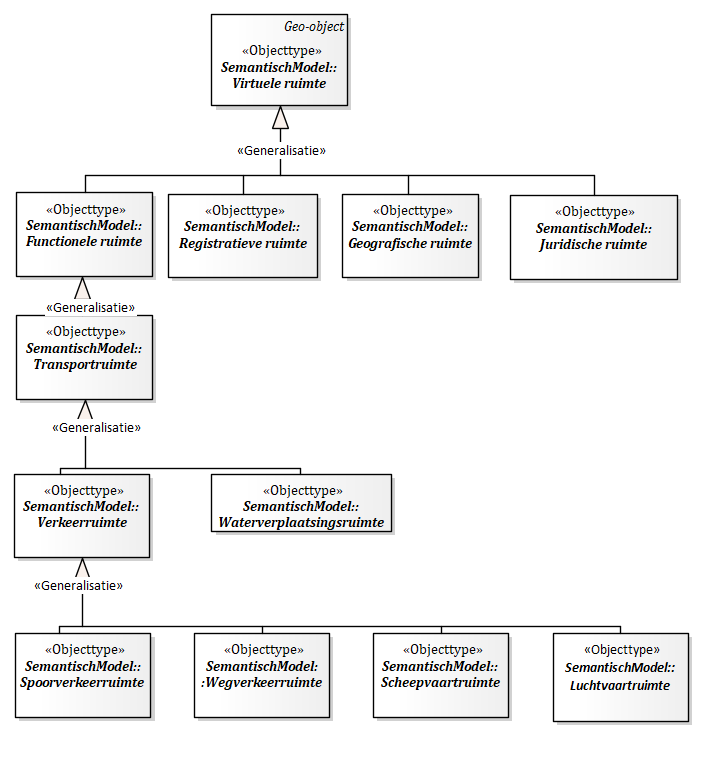 Geo-object
«Objecttype»
SemantischModel::
Virtuele ruimte
«Generalisatie»
«Objecttype»
SemantischModel::
Functionele ruimte
«Objecttype»
SemantischModel::
Registratieve ruimte
«Objecttype»
SemantischModel::
Geografische ruimte
«Objecttype»
SemantischModel::
Juridische ruimte
«Generalisatie»
«Objecttype»
SemantischModel::
Transportruimte
«Generalisatie»
«Objecttype»
SemantischModel::
Verkeerruimte
«Objecttype»
SemantischModel::
Waterverplaatsingsruimte
«Generalisatie»
«Objecttype»
SemantischModel::
Spoorverkeerruimte
«Objecttype»
SemantischModel:
:Wegverkeerruimte
«Objecttype»
SemantischModel::
Scheepvaartruimte
«Objecttype»
SemantischModel::
Luchtvaartruimte